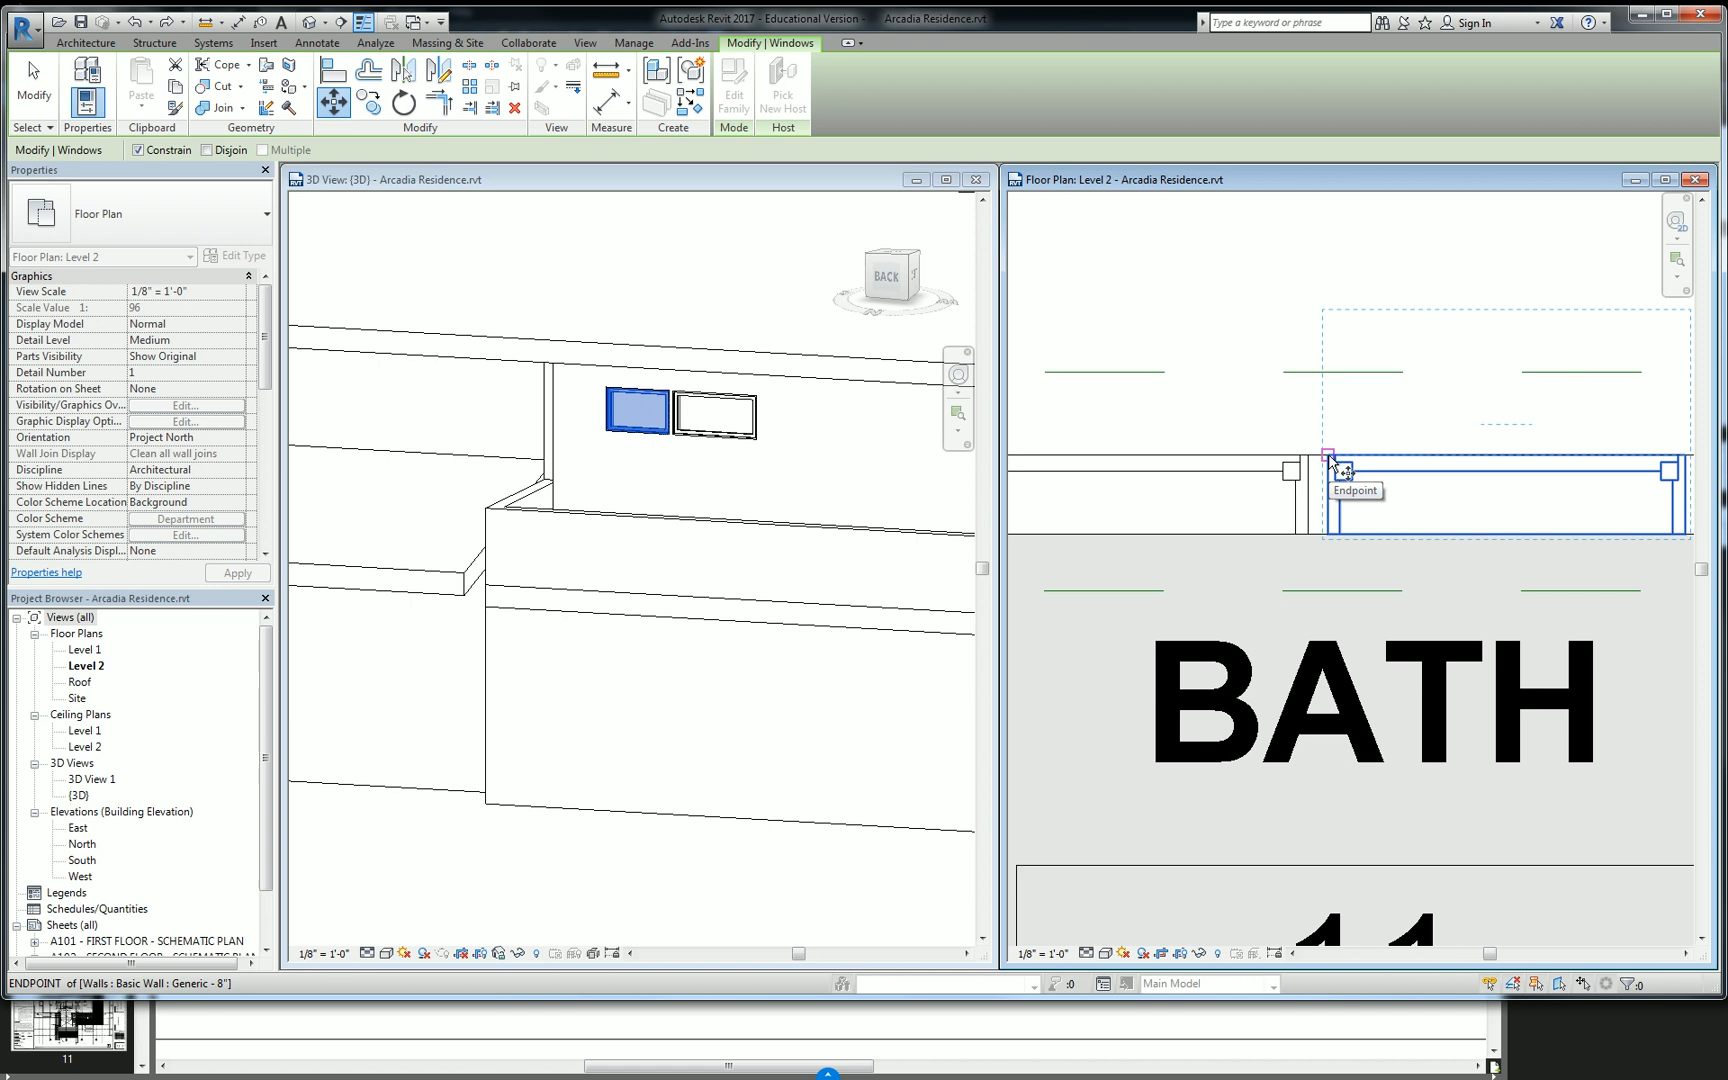 Autodesk Revit 2017 - Educational Version - Arcadia Residence.rvt
Type a keyword or phrase
Sign In
Architecture Structure Systems Insert Annotate Analyze Massing & Site Collaborate View Manage Add-Ins Modify | Windows
Modify
Paste
Cope
Cut
Join
Edit Family
Pick New Host
Select Properties Clipboard Geometry Modify View Measure Create Mode Host
Modify | Windows Constrain Disjoin Multiple
Properties
Floor Plan
Floor Plan: Level 2 Edit Type
Graphics
View Scale 1/8" = 1'-0"
Scale Value 1: 96
Display Model Normal
Detail Level Medium
Parts Visibility Show Original
Detail Number 1
Rotation on Sheet None
Visibility/Graphics Ov... Edit...
Graphic Display Opti... Edit...
Orientation Project North
Wall Join Display Clean all wall joins
Discipline Architectural
Show Hidden Lines By Discipline
Color Scheme Location Background
Color Scheme Department
System Color Schemes Edit...
Default Analysis Displ... None
Properties help Apply
Project Browser - Arcadia Residence.rvt
Views (all)
Floor Plans
Level 1
Level 2
Roof
Site
Ceiling Plans
Level 1
Level 2
3D Views
3D View 1
{3D}
Elevations (Building Elevation)
East
North
South
West
Legends
Schedules/Quantities
Sheets (all)
A101 - FIRST FLOOR - SCHEMATIC PLAN
3D View: {3D} - Arcadia Residence.rvt
BACK
1/8" = 1'-0"
Floor Plan: Level 2 - Arcadia Residence.rvt
2D
Endpoint
BATH
11
1/8" = 1'-0"
ENDPOINT of [Walls : Basic Wall : Generic - 8"]
:0
Main Model
:0
11